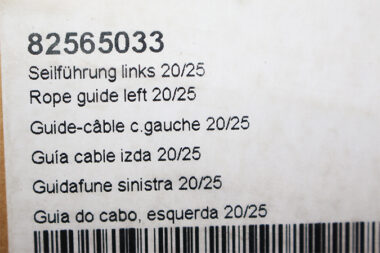 82565033
Seilführung links 20/25
Rope guide left 20/25
Guide-câble c.gauche 20/25
Guía cable izda 20/25
Guidafune sinistra 20/25
Guia do cabo, esquerda 20/25